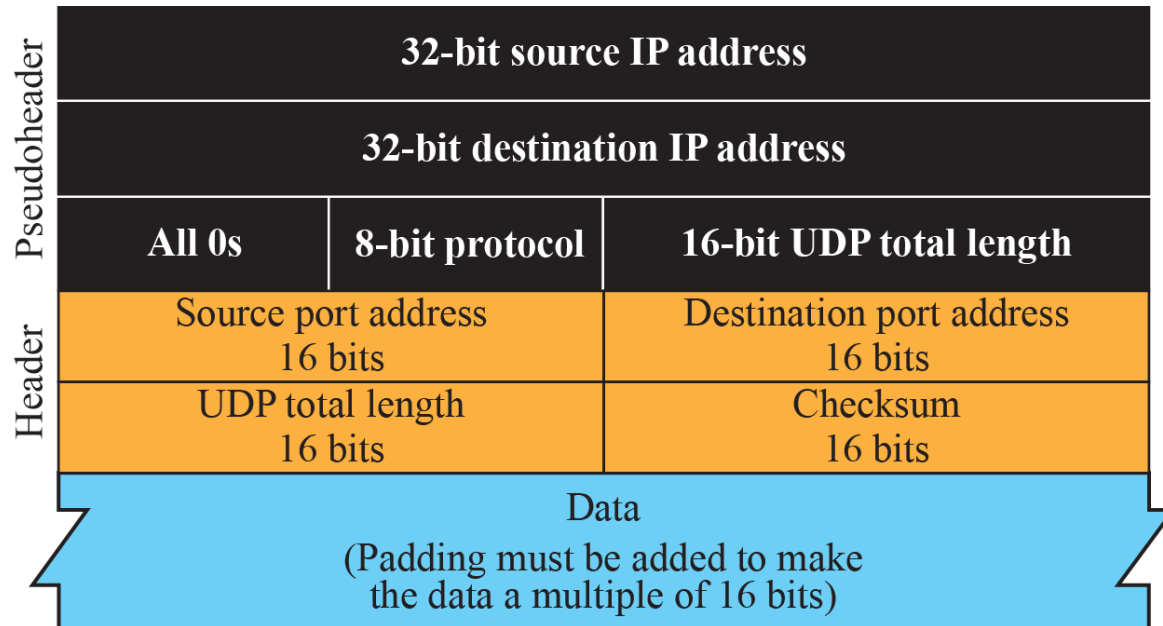 Pseudoheader
32-bit source IP address
32-bit destination IP address
All 0s
8-bit protocol
16-bit UDP total length
Header
Source port address
16 bits
Destination port address
16 bits
UDP total length
16 bits
Checksum
16 bits
Data
(Padding must be added to make
the data a multiple of 16 bits)